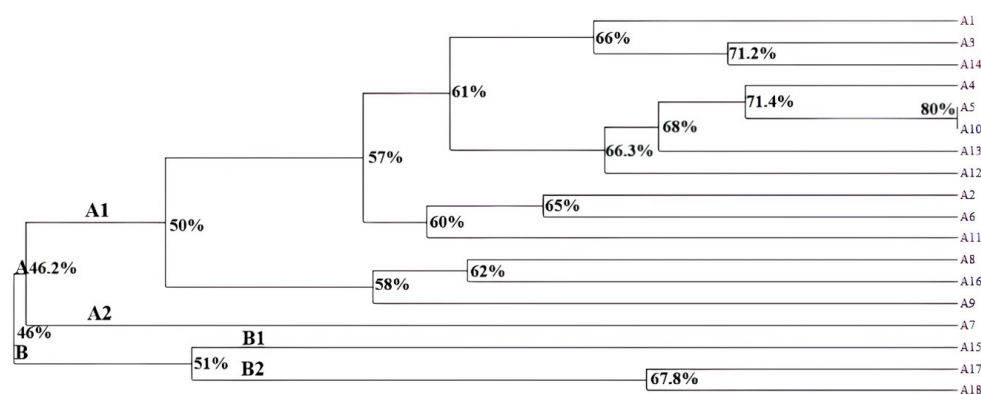 A1
66%
A3
71.2%
A14
A4
61%
71.4%
80%
A5
68%
A10
66.3%
A13
57%
A12
A2
65%
A1
A6
50%
60%
A11
A8
A
46.2%
62%
58%
A16
A9
A2
A7
46%
B1
B
A15
51%
B2
A17
67.8%
A18